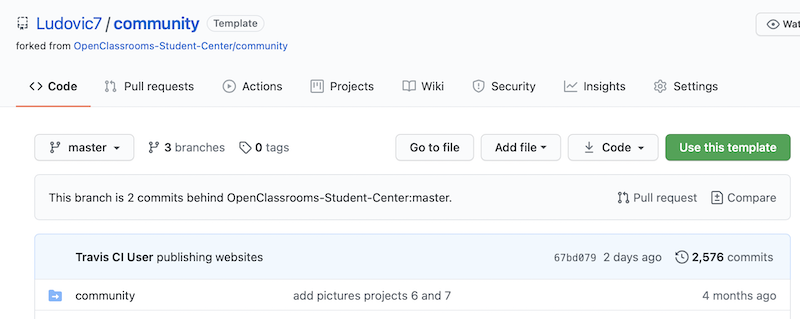 Ludovic7 / community Template
forked from OpenClassrooms-Student-Center/community
Wat
Code Pull requests Actions Projects Wiki Security Insights Settings
master 3 branches 0 tags Go to file Add file Code Use this template
This branch is 2 commits behind OpenClassrooms-Student-Center:master. Pull request Compare
Travis CI User publishing websites 67bd079 2 days ago 2,576 commits
community add pictures projects 6 and 7 4 months ago